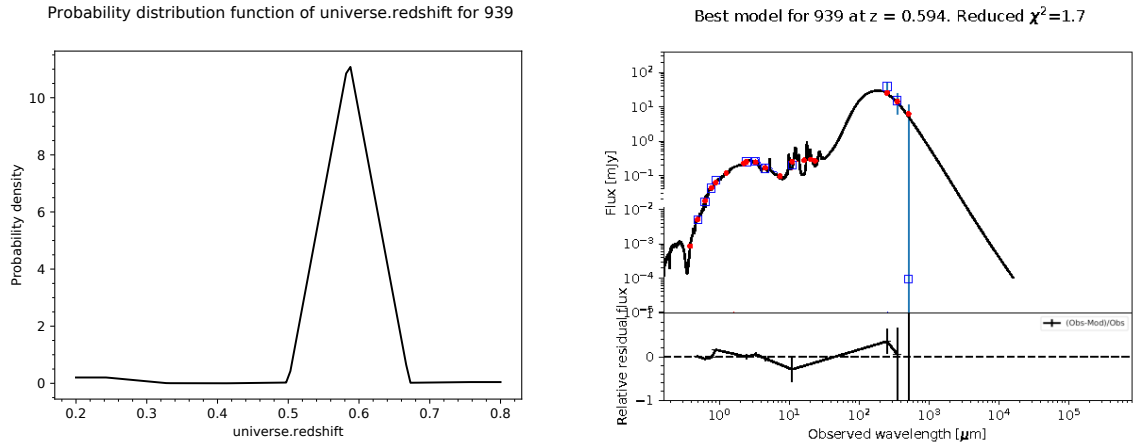 Probability distribution function of universe.redshift for 939
10
8
6
4
2
0
Probability density
0.2 0.3 0.4 0.5 0.6 0.7 0.8
universe.redshift
Best model for 939 at z = 0.594. Reduced χ²=1.7
10²
10¹
10⁰
10⁻¹
10⁻²
10⁻³
10⁻⁴
10⁻⁵
Flux [mJy]
1
0
−1
Relative residual flux
(Obs-Mod)/Obs
10⁰ 10¹ 10² 10³ 10⁴ 10⁵
Observed wavelength [μm]